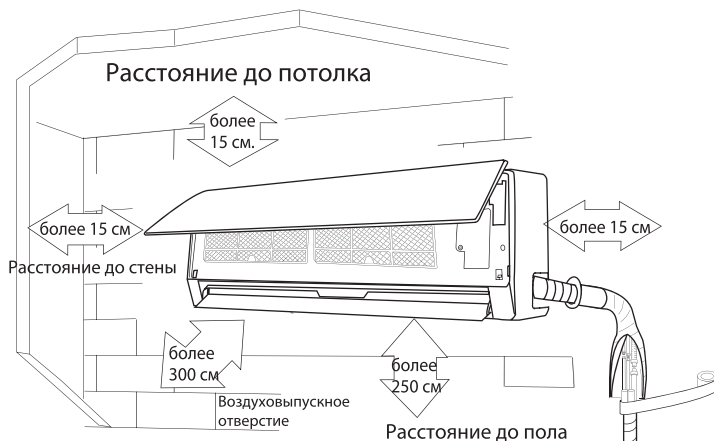 Расстояние до потолка
более
15 см.
более 15 см
более 15 см
Расстояние до стены
более
300 см
более
250 см
Воздуховыпускное
отверстие
Расстояние до пола